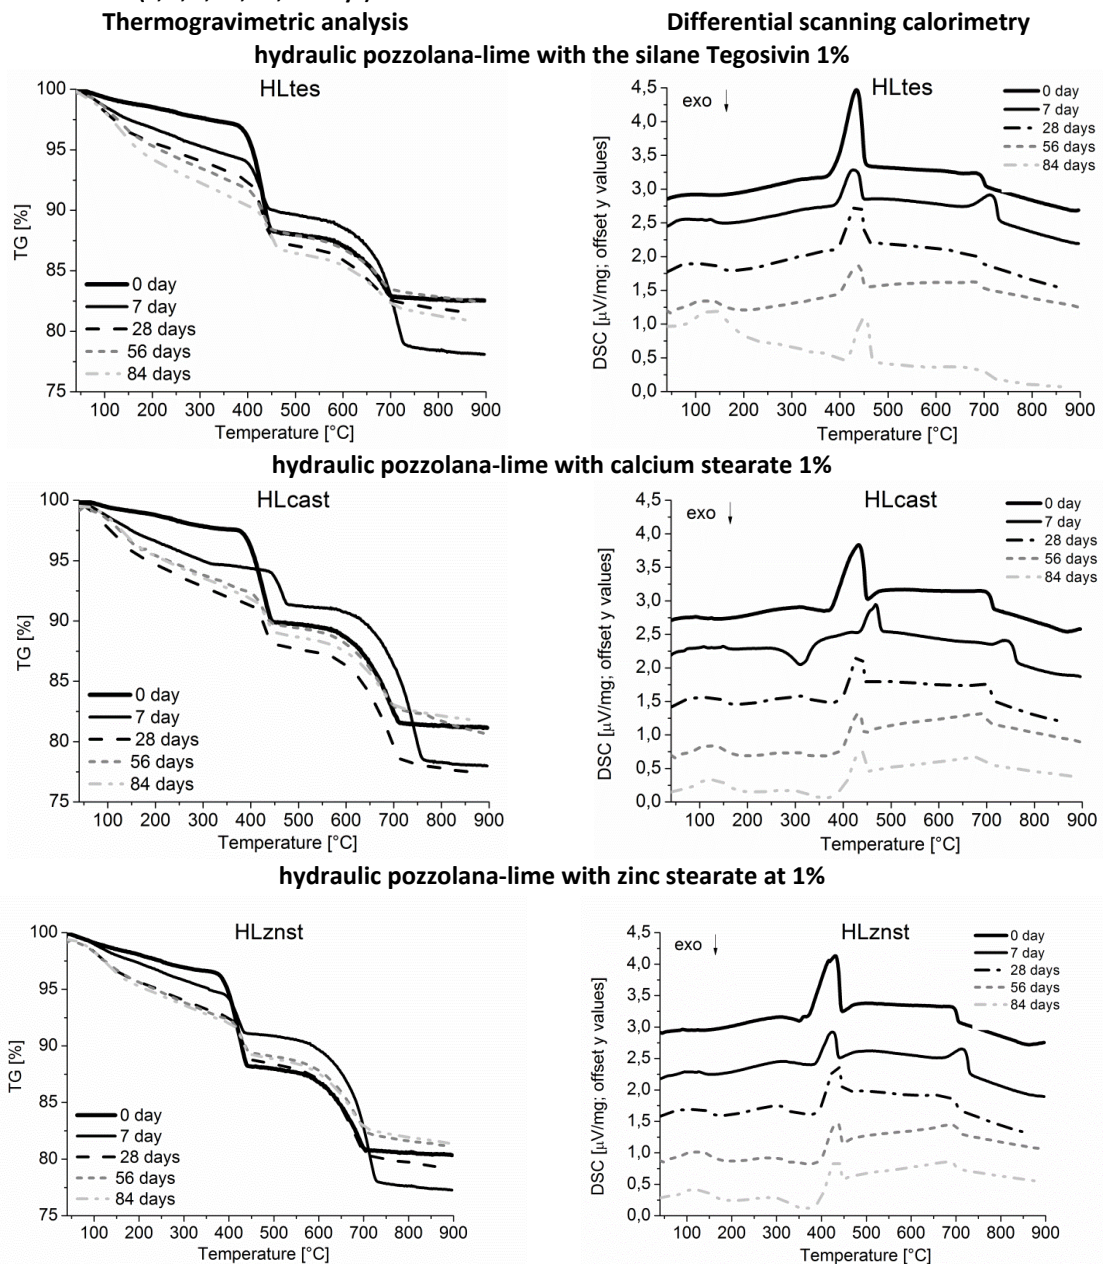 Thermogravimetric analysis
Differential scanning calorimetry
hydraulic pozzolana-lime with the silane Tegosivin 1%
HLtes
TG [%]
100
95
90
85
80
75
0 day
7 day
28 days
56 days
84 days
100 200 300 400 500 600 700 800 900
Temperature [°C]
HLtes
exo ↓
DSC [µV/mg; offset y values]
4,5
4,0
3,5
3,0
2,5
2,0
1,5
1,0
0,5
0,0
0 day
7 day
28 days
56 days
84 days
100 200 300 400 500 600 700 800 900
Temperature [°C]
hydraulic pozzolana-lime with calcium stearate 1%
HLcast
TG [%]
100
95
90
85
80
75
0 day
7 day
28 days
56 days
84 days
100 200 300 400 500 600 700 800 900
Temperature [°C]
HLcast
exo ↓
DSC [µV/mg; offset y values]
4,5
4,0
3,5
3,0
2,5
2,0
1,5
1,0
0,5
0,0
0 day
7 day
28 days
56 days
84 days
100 200 300 400 500 600 700 800 900
Temperature [°C]
hydraulic pozzolana-lime with zinc stearate at 1%
HLznst
TG [%]
100
95
90
85
80
75
0 day
7 day
28 days
56 days
84 days
100 200 300 400 500 600 700 800 900
Temperature [°C]
HLznst
exo ↓
DSC [µV/mg; offset y values]
4,5
4,0
3,5
3,0
2,5
2,0
1,5
1,0
0,5
0,0
0 day
7 day
28 days
56 days
84 days
100 200 300 400 500 600 700 800 900
Temperature [°C]